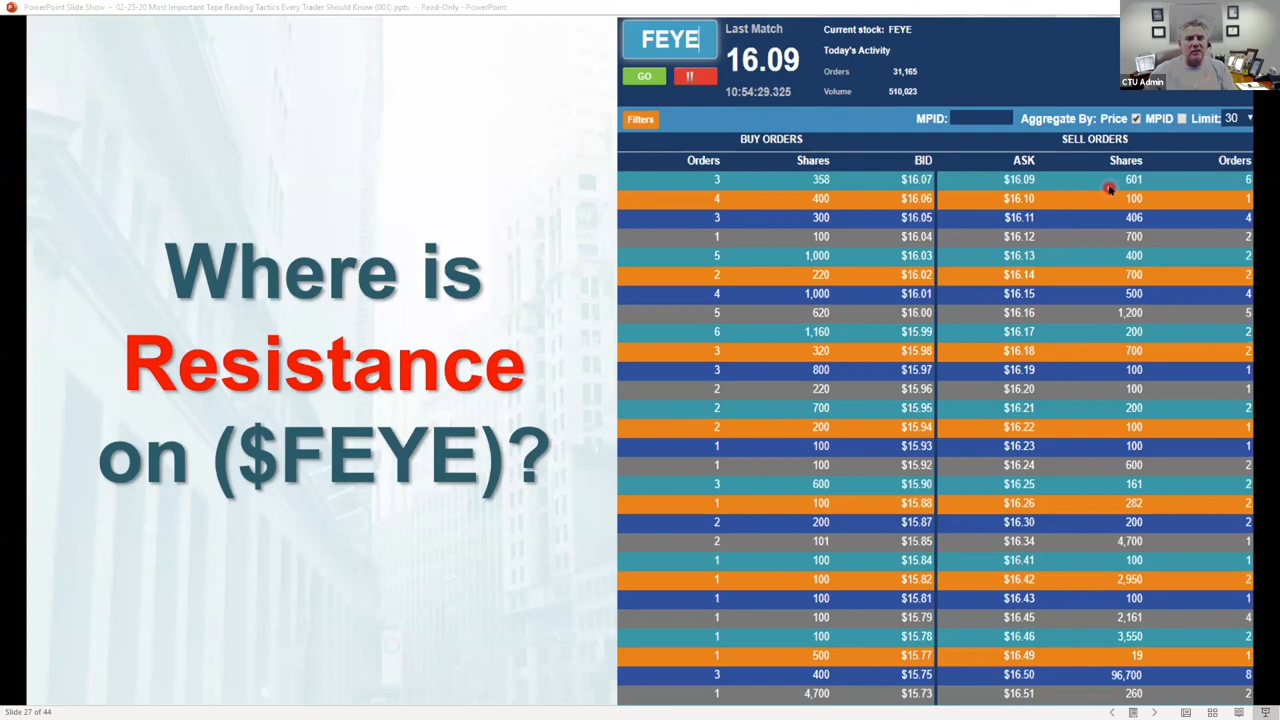 PowerPoint Slide Show - 02-25-20 Most Important Tape Reading Tactics Every Trader Should Know (00S) pptx - Read-Only - PowerPoint
Where is
Resistance
on ($FEYE)?
FEYE
GO
Last Match
16.09
10:54:29.325
Current stock: FEYE
Today's Activity
Orders 31,165
Volume 510,023
CTU Admin
Filters MPID: Aggregate By: Price MPID Limit: 30
BUY ORDERS SELL ORDERS
Orders Shares BID ASK Shares Orders
3 358 $16.07 $16.09 601 6
4 400 $16.06 $16.10 100 1
3 300 $16.05 $16.11 406 4
1 100 $16.04 $16.12 700 2
5 1,000 $16.03 $16.13 400 2
2 220 $16.02 $16.14 700 2
4 1,000 $16.01 $16.15 500 4
5 620 $16.00 $16.16 1,200 5
6 1,160 $15.99 $16.17 200 2
3 320 $15.98 $16.18 700 2
3 800 $15.97 $16.19 100 1
2 220 $15.96 $16.20 100 1
2 700 $15.95 $16.21 200 2
2 200 $15.94 $16.22 100 1
1 100 $15.93 $16.23 100 1
1 100 $15.92 $16.24 600 2
3 600 $15.90 $16.25 161 2
1 100 $15.88 $16.26 282 2
2 200 $15.87 $16.30 200 2
2 101 $15.85 $16.34 4,700 1
1 100 $15.84 $16.41 100 1
1 100 $15.82 $16.42 2,950 2
1 100 $15.81 $16.43 100 1
1 100 $15.79 $16.45 2,161 4
1 100 $15.78 $16.46 3,550 2
1 500 $15.77 $16.49 19 1
3 400 $15.75 $16.50 96,700 8
1 4,700 $15.73 $16.51 260 2
Slide 27 of 44